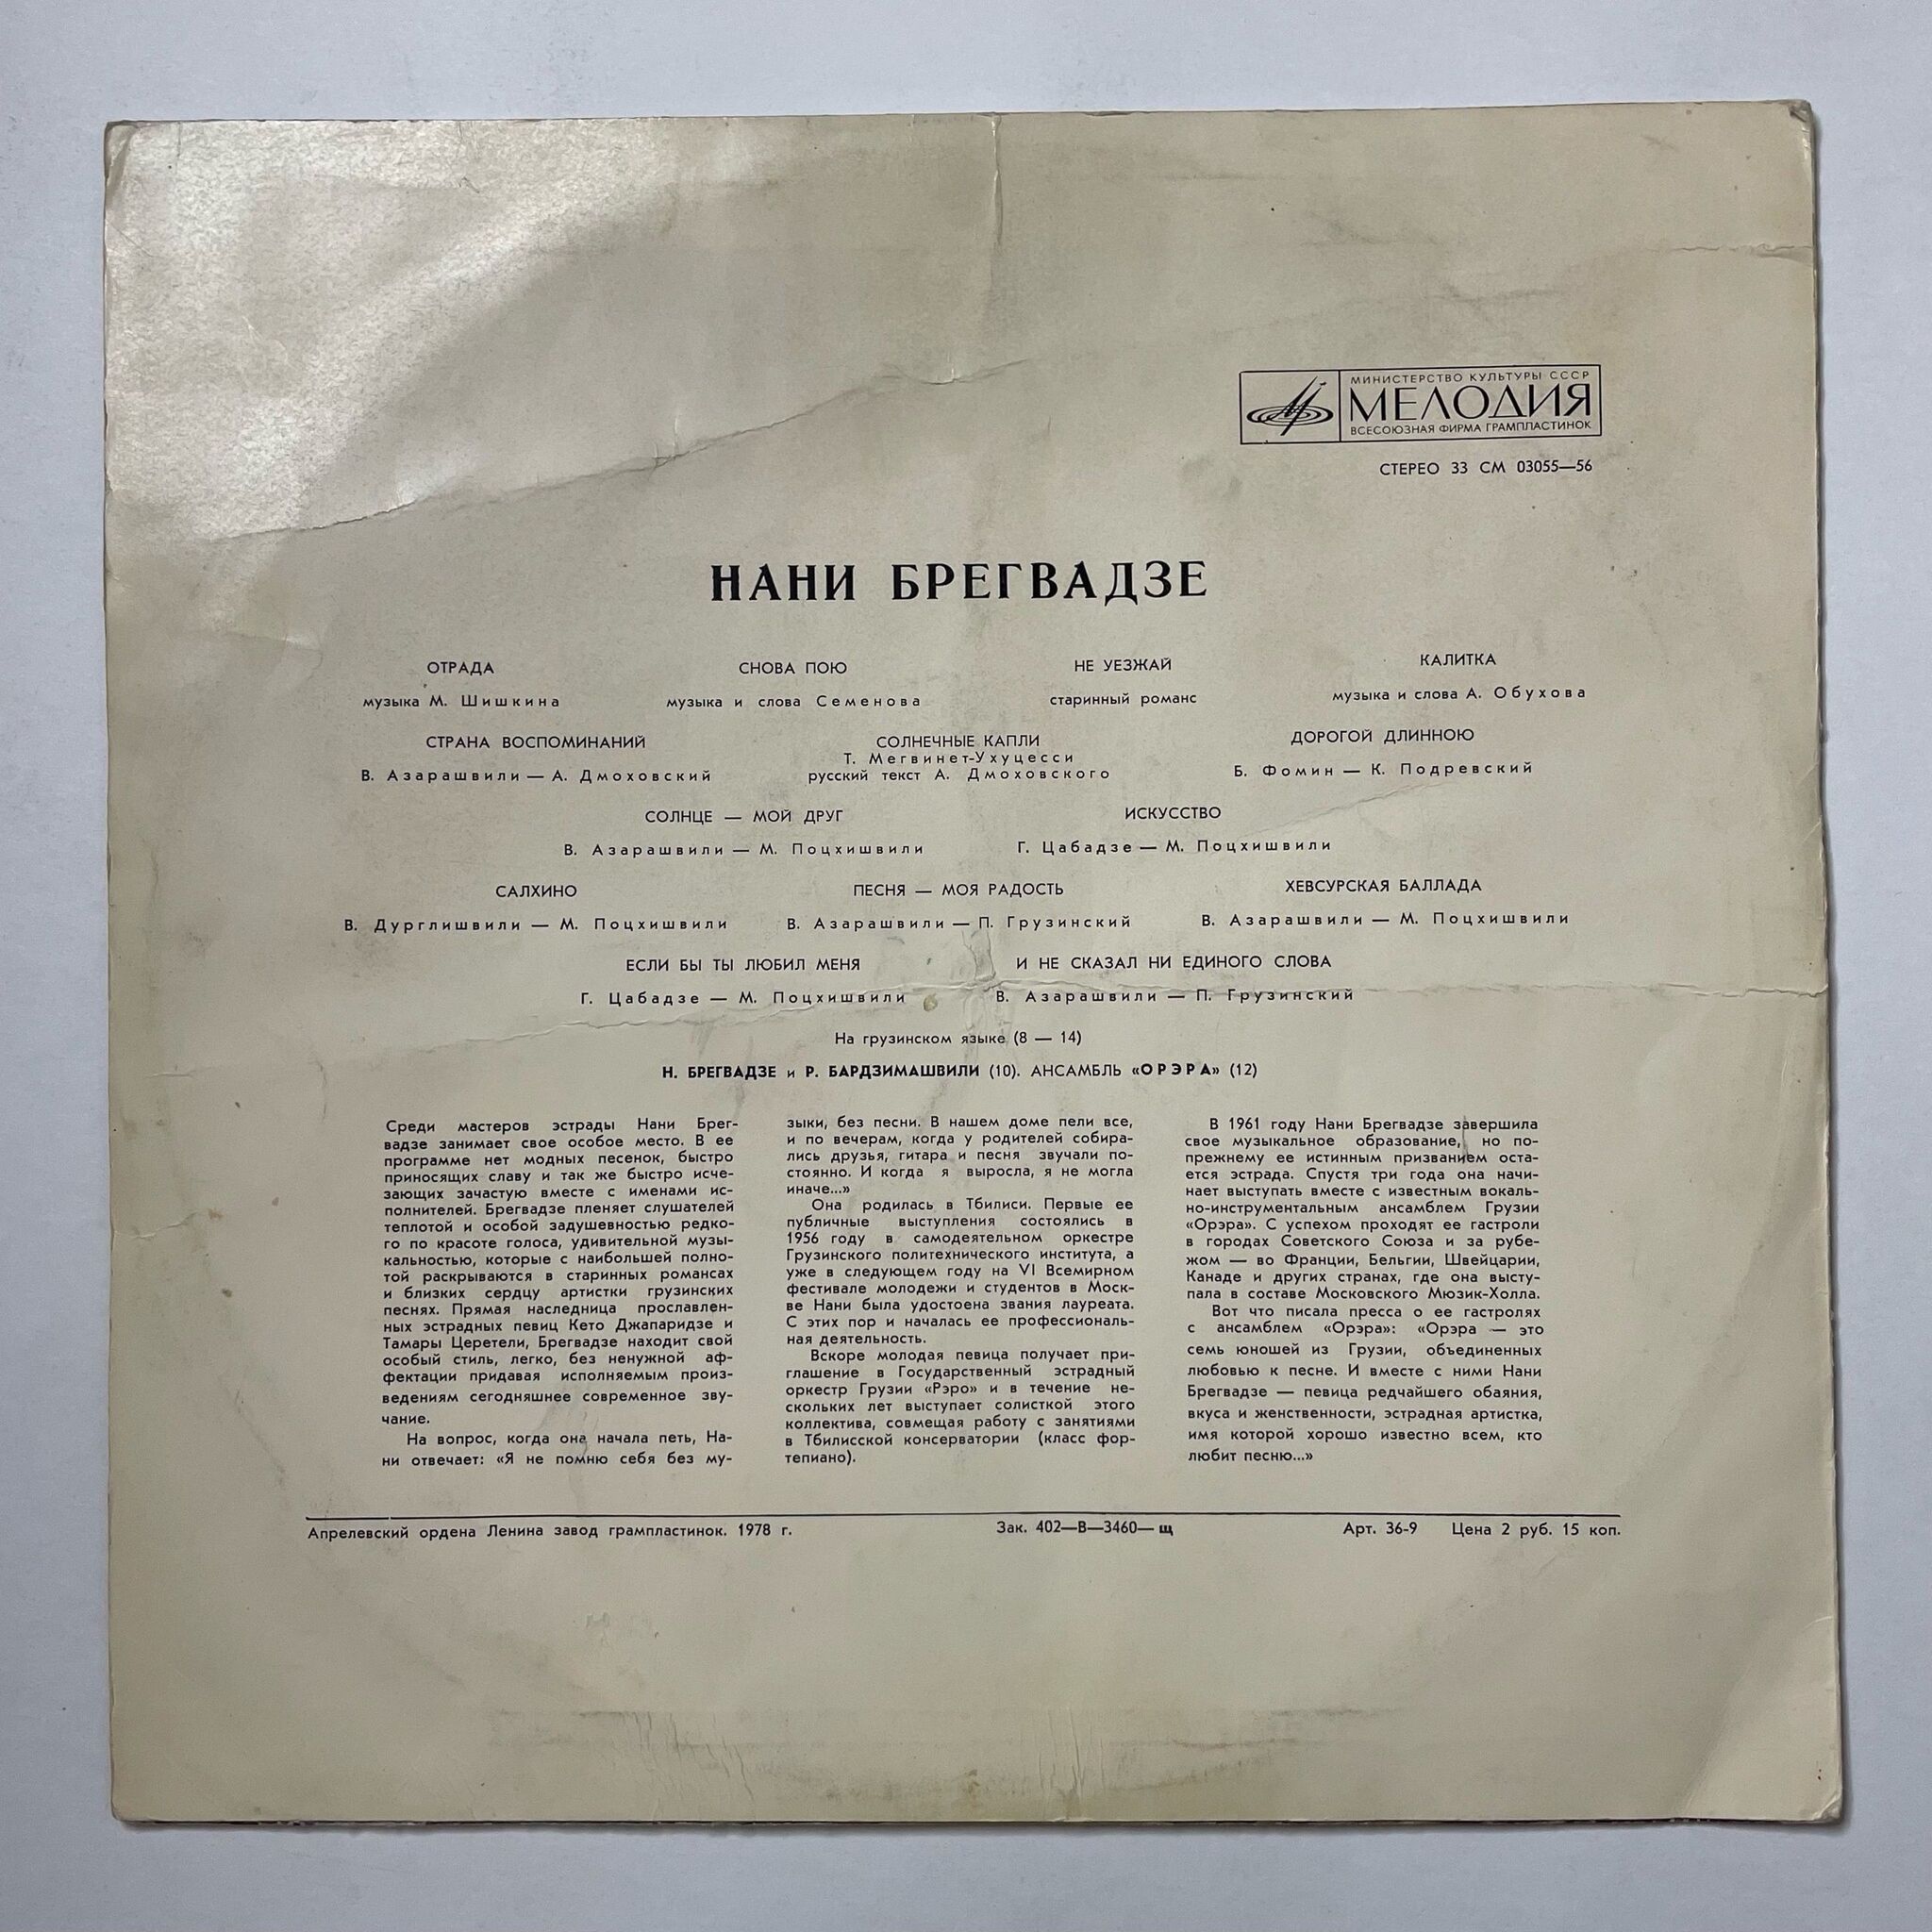 МИНИСТЕРСТВО КУЛЬТУРЫ СССР
МЕЛОДИЯ
ВСЕСОЮЗНАЯ ФИРМА ГРАМПЛАСТИНОК
СТЕРЕО 33 СМ 03055—56
НАНИ БРЕГВАДЗЕ
ОТРАДА
музыка М. Шишкина
СНОВА ПОЮ
музыка и слова Семенова
НЕ УЕЗЖАЙ
старинный романс
КАЛИТКА
музыка и слова А. Обухова
СТРАНА ВОСПОМИНАНИЙ
В. Азарашвили — А. Дмоховский
СОЛНЕЧНЫЕ КАПЛИ
Т. Мегвинет-Ухуцесси
русский текст А. Дмоховского
ДОРОГОЙ ДЛИННОЮ
Б. Фомин — К. Подревский
СОЛНЦЕ — МОЙ ДРУГ
В. Азарашвили — М. Поцхишвили
ИСКУССТВО
Г. Цабадзе — М. Поцхишвили
САЛХИНО
В. Дурглишвили — М. Поцхишвили
ПЕСНЯ — МОЯ РАДОСТЬ
В. Азарашвили — П. Грузинский
ХЕВСУРСКАЯ БАЛЛАДА
В. Азарашвили — М. Поцхишвили
ЕСЛИ БЫ ТЫ ЛЮБИЛ МЕНЯ
Г. Цабадзе — М. Поцхишвили
И НЕ СКАЗАЛ НИ ЕДИНОГО СЛОВА
В. Азарашвили — П. Грузинский
На грузинском языке (8 — 14)
Н. БРЕГВАДЗЕ и Р. БАРДЗИМАШВИЛИ (10). АНСАМБЛЬ «ОРЭРА» (12)
Среди мастеров эстрады Нани Брег-
вадзе занимает свое особое место. В ее
программе нет модных песенок, быстро
приносящих славу и так же быстро исче-
зающих зачастую вместе с именами ис-
полнителей. Брегвадзе пленяет слушателей
теплотой и особой задушевностью редко-
го по красоте голоса, удивительной музы-
кальностью, которые с наибольшей полно-
той раскрываются в старинных романсах
и близких сердцу артистки грузинских
песнях. Прямая наследница прославлен-
ных эстрадных певиц Кето Джапаридзе и
Тамары Церетели, Брегвадзе находит свой
особый стиль, легко, без ненужной аф-
фектации придавая исполняемым произ-
ведениям сегодняшнее современное зву-
чание.
На вопрос, когда она начала петь, На-
ни отвечает: «Я не помню себя без му-
зыки, без песни. В нашем доме пели все,
и по вечерам, когда у родителей собира-
лись друзья, гитара и песня звучали по-
стоянно. И когда я выросла, я не могла
иначе...»
Она родилась в Тбилиси. Первые ее
публичные выступления состоялись в
1956 году в самодеятельном оркестре
Грузинского политехнического института, а
уже в следующем году на VI Всемирном
фестивале молодежи и студентов в Моск-
ве Нани была удостоена звания лауреата.
С этих пор и началась ее профессиональ-
ная деятельность.
Вскоре молодая певица получает при-
глашение в Государственный эстрадный
оркестр Грузии «Рэро» и в течение не-
скольких лет выступает солисткой этого
коллектива, совмещая работу с занятиями
в Тбилисской консерватории (класс фор-
тепиано).
В 1961 году Нани Брегвадзе завершила
свое музыкальное образование, но по-
прежнему ее истинным призванием оста-
ется эстрада. Спустя три года она начи-
нает выступать вместе с известным вокаль-
но-инструментальным ансамблем Грузии
«Орэра». С успехом проходят ее гастроли
в городах Советского Союза и за рубе-
жом — во Франции, Бельгии, Швейцарии,
Канаде и других странах, где она высту-
пала в составе Московского Мюзик-Холла.
Вот что писала пресса о ее гастролях
с ансамблем «Орэра»: «Орэра — это
семь юношей из Грузии, объединенных
любовью к песне. И вместе с ними Нани
Брегвадзе — певица редчайшего обаяния,
вкуса и женственности, эстрадная артистка,
имя которой хорошо известно всем, кто
любит песню...»
Апрелевский ордена Ленина завод грампластинок. 1978 г.
Зак. 402—В—3460—щ
Арт. 36-9 Цена 2 руб. 15 коп.